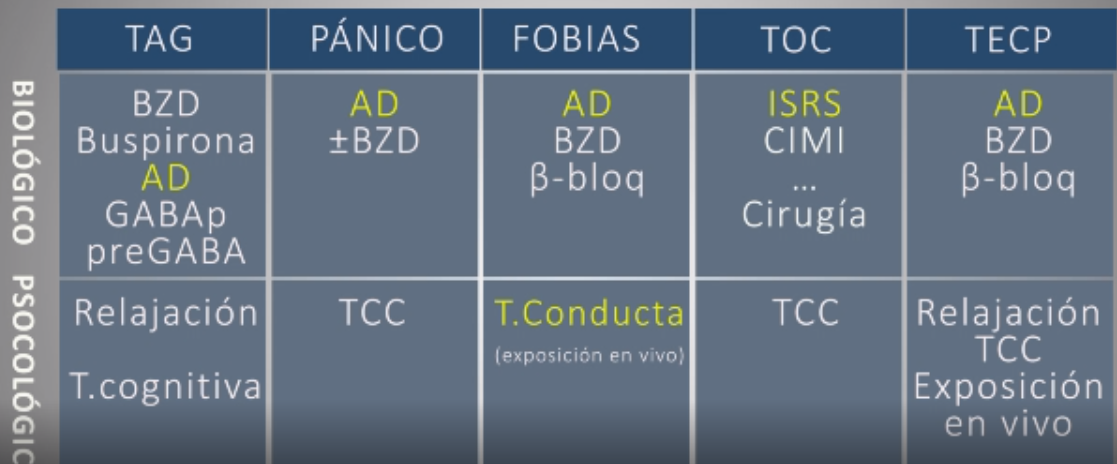 TAG PÁNICO FOBIAS TOC TECP
BIOLÓGICO
BZD
Buspirona
AD
GABAp
preGABA
AD
±BZD
AD
BZD
β-bloq
ISRS
CIMI
...
Cirugía
AD
BZD
β-bloq
PSOCOLÓGIC
Relajación
T.cognitiva
TCC
T.Conducta
(exposición en vivo)
TCC
Relajación
TCC
Exposición
en vivo